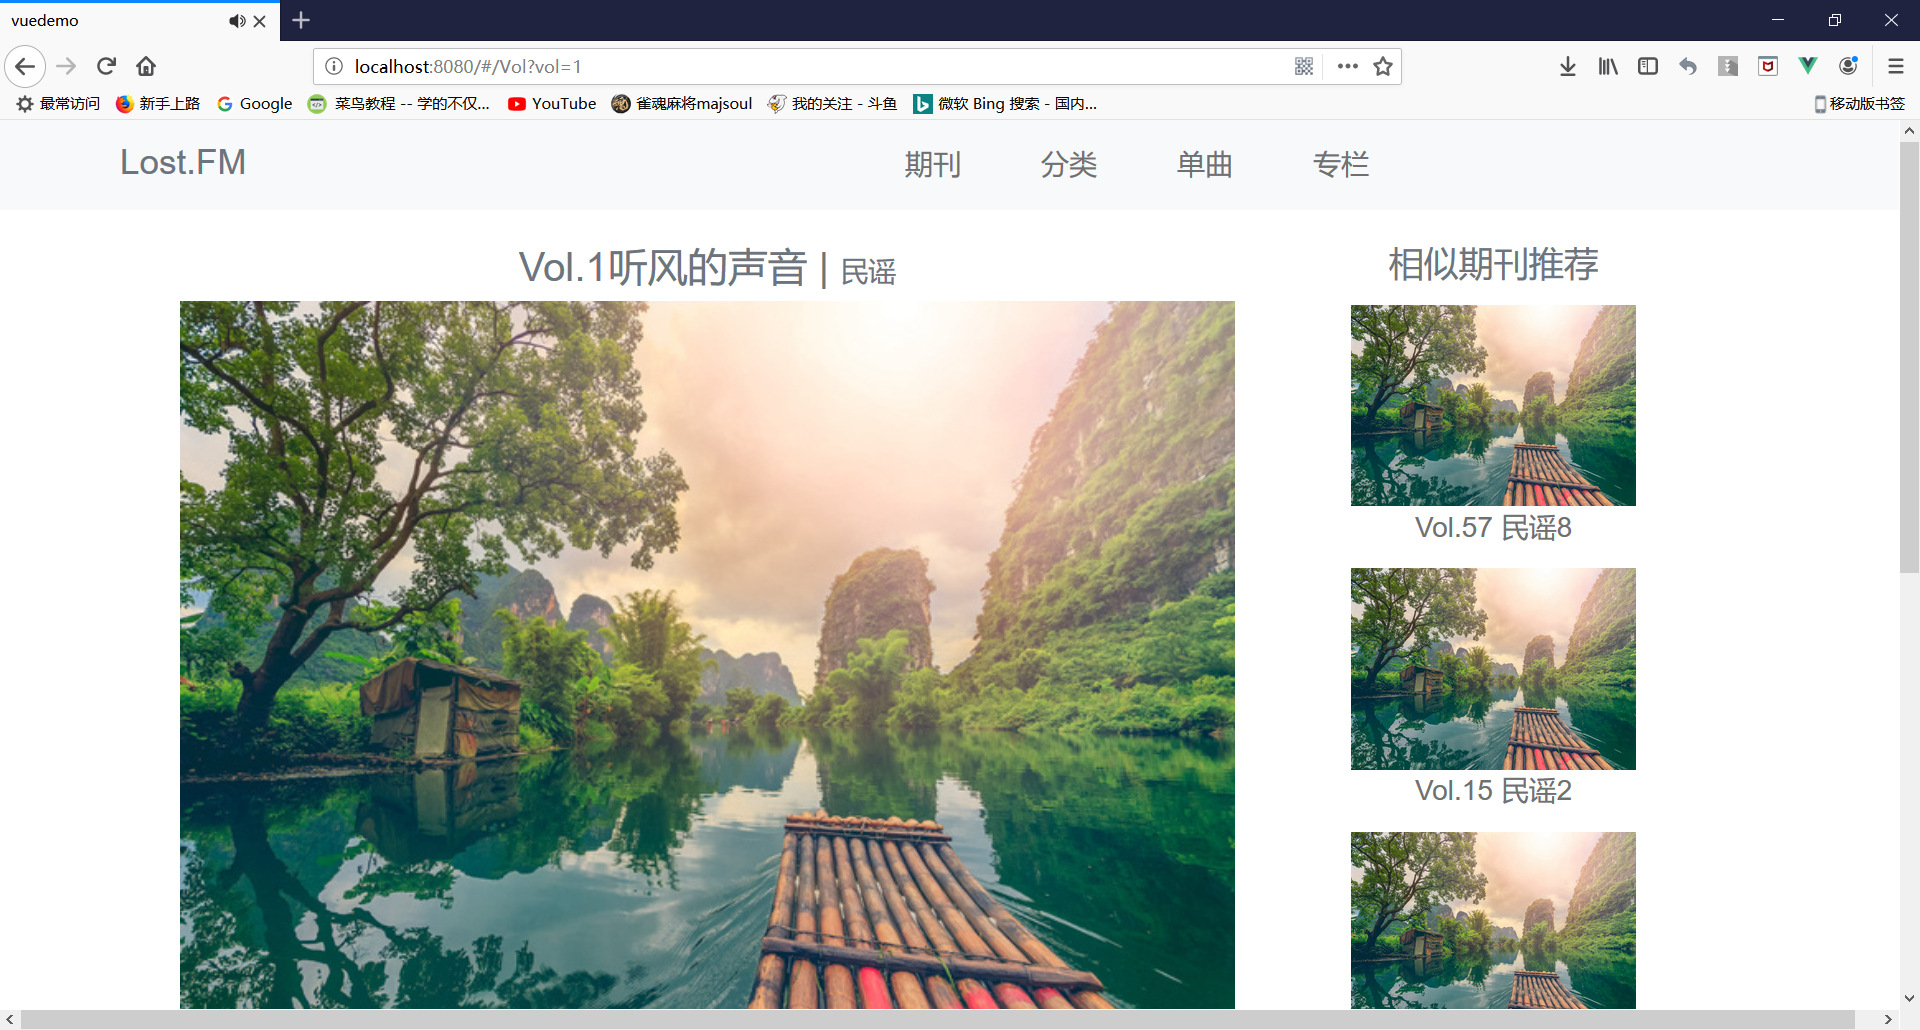 vuedemo
localhost:8080/#/Vol?vol=1
最常访问 新手上路 Google 菜鸟教程 -- 学的不仅... YouTube 雀魂麻将majsoul 我的关注 - 斗鱼 微软 Bing 搜索 - 国内... 移动版书签
Lost.FM 期刊 分类 单曲 专栏
Vol.1听风的声音 | 民谣
相似期刊推荐
Vol.57 民谣8
Vol.15 民谣2